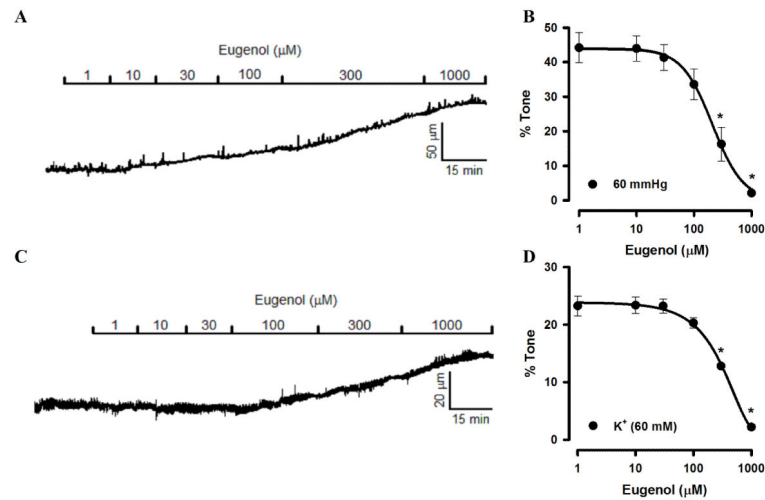 A
Eugenol (µM)
1 10 30 100 300 1000
50 µm
15 min
B
% Tone
50
40
30
20
10
0
*
*
60 mmHg
1 10 100 1000
Eugenol (µM)
C
Eugenol (µM)
1 10 30 100 300 1000
20 µm
15 min
D
% Tone
30
20
10
0
*
*
K⁺ (60 mM)
1 10 100 1000
Eugenol (µM)